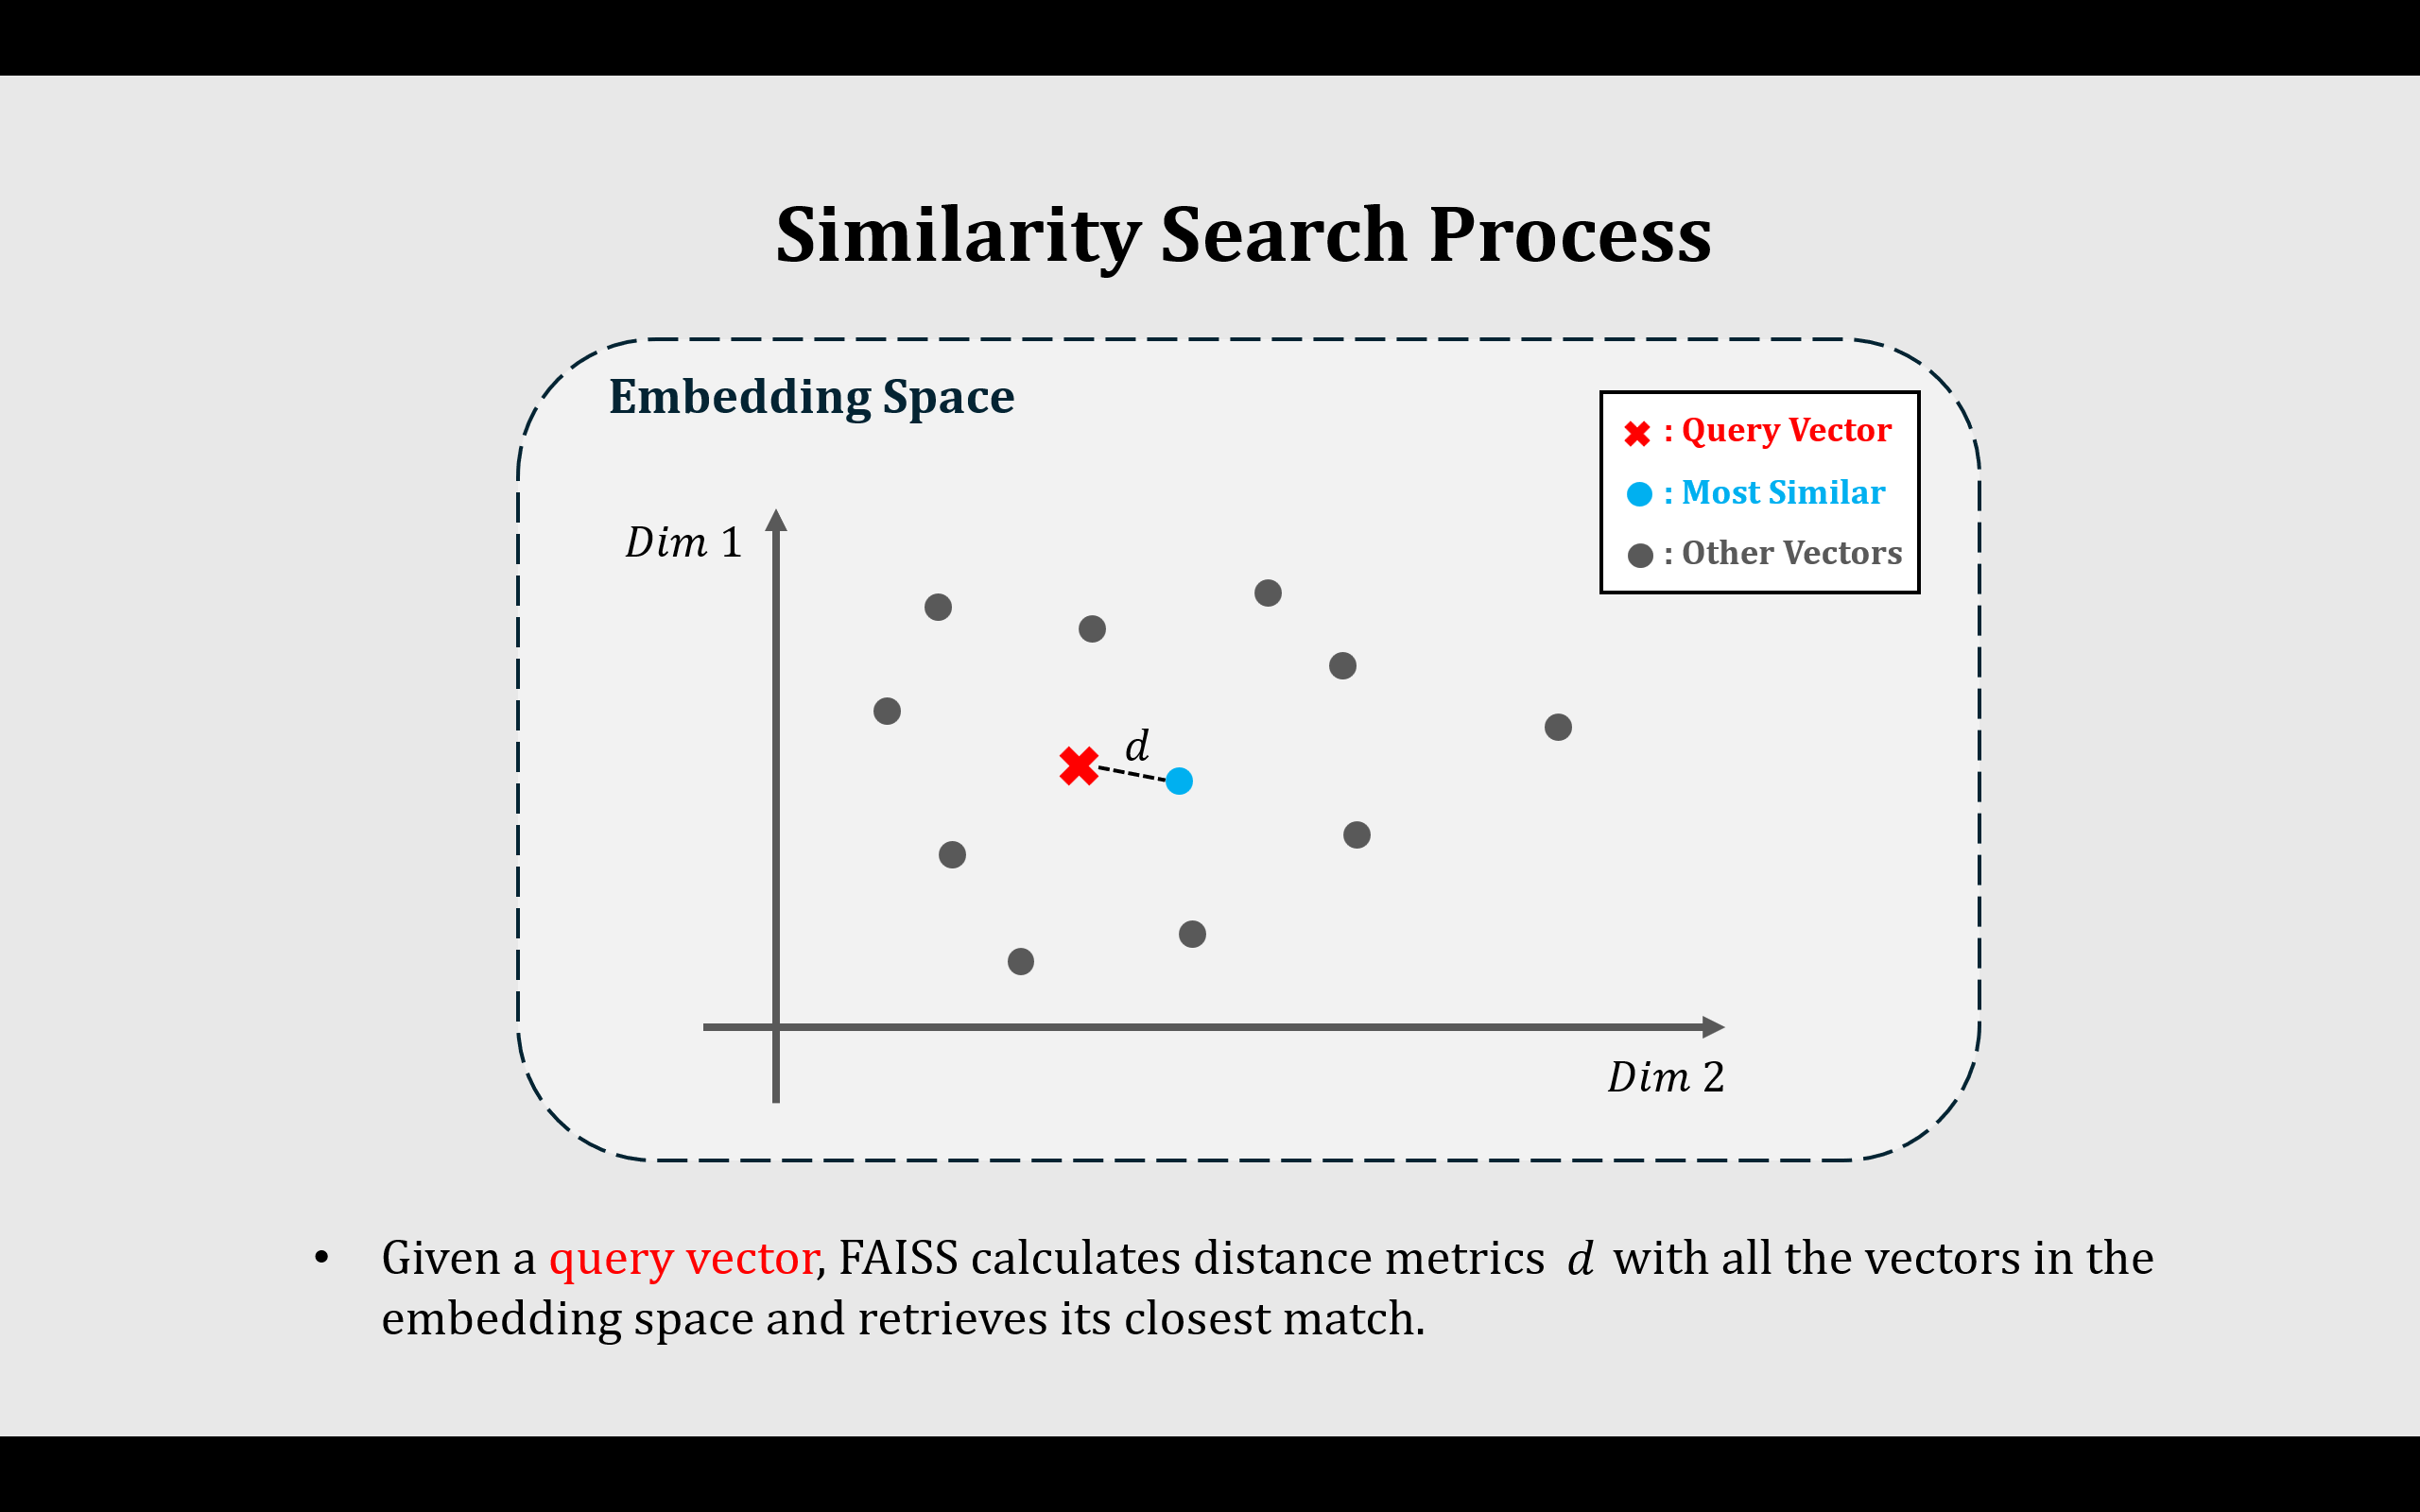 Similarity Search Process
Embedding Space
: Query Vector
: Most Similar
: Other Vectors
Dim 1
d
Dim 2
• Given a query vector, FAISS calculates distance metrics d with all the vectors in the
embedding space and retrieves its closest match.